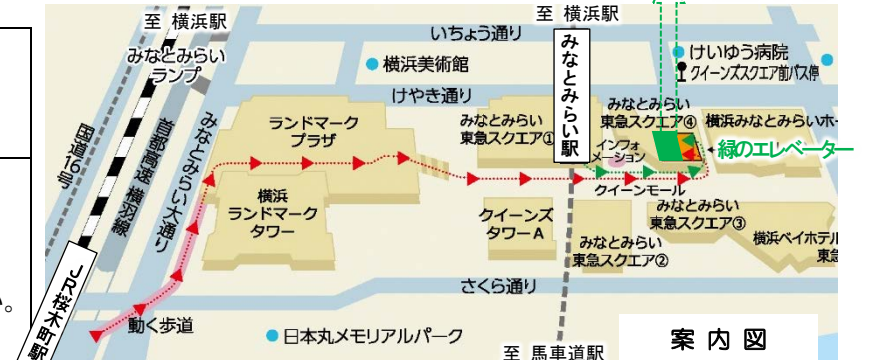 至 横浜駅
至 横浜駅
いちょう通り
みなとみらい
ランプ
横浜美術館
けいゆう病院
クイーンズスクエア前バス停
けやき通り
みなとみらい駅
ランドマーク
プラザ
みなとみらい
東急スクエア①
みなとみらい
東急スクエア④
横浜みなとみらいホー
インフォ
メーション
緑のエレベーター
国道16号
首都高速 横羽線
みなとみらい大通り
クイーンモール
横浜
ランドマーク
タワー
クイーンズ
タワーA
みなとみらい
東急スクエア②
みなとみらい
東急スクエア③
横浜ベイホテル
東急
さくら通り
JR桜木町駅
動く歩道
日本丸メモリアルパーク
至 馬車道駅
案内図
い。